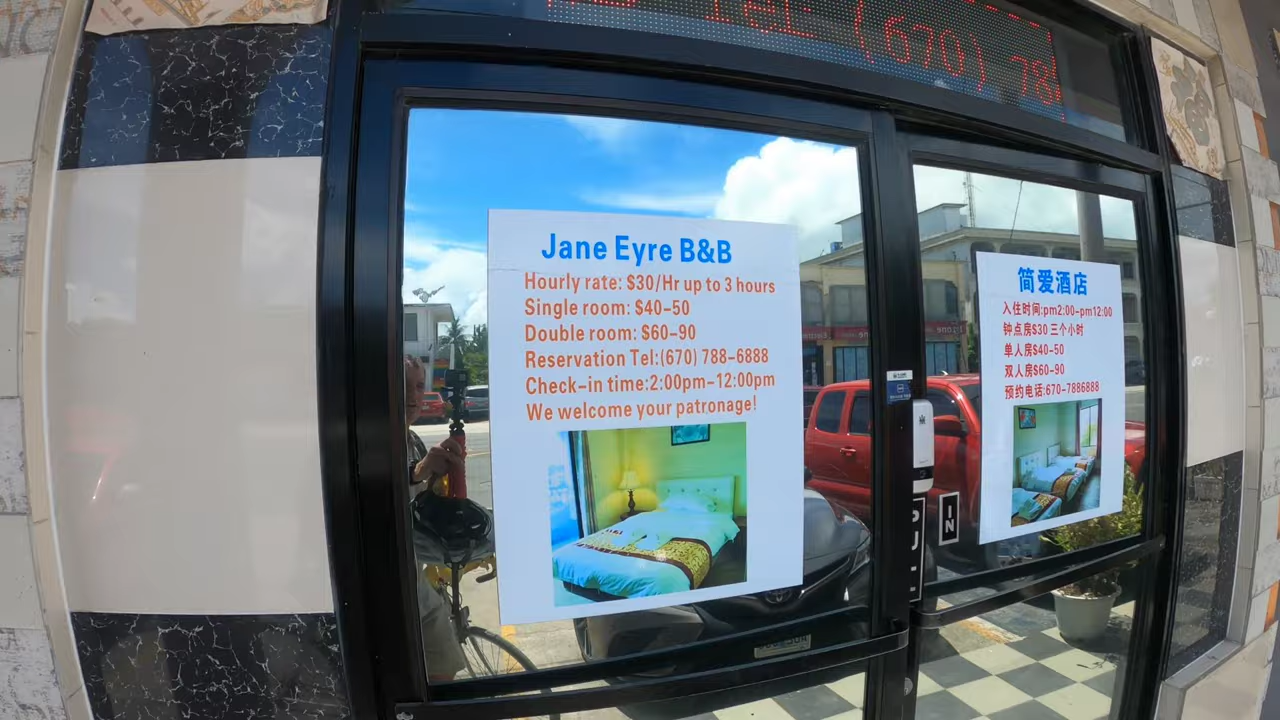 TEL (670) 78
Jane Eyre B&B
Hourly rate: $30/Hr up to 3 hours
Single room: $40-50
Double room: $60-90
Reservation Tel:(670) 788-6888
Check-in time:2:00pm-12:00pm
We welcome your patronage!
简爱酒店
入住时间:pm2:00-pm12:00
钟点房$30 三个小时
单人房$40-50
双人房$60-90
预约电话:670-7886888
IN